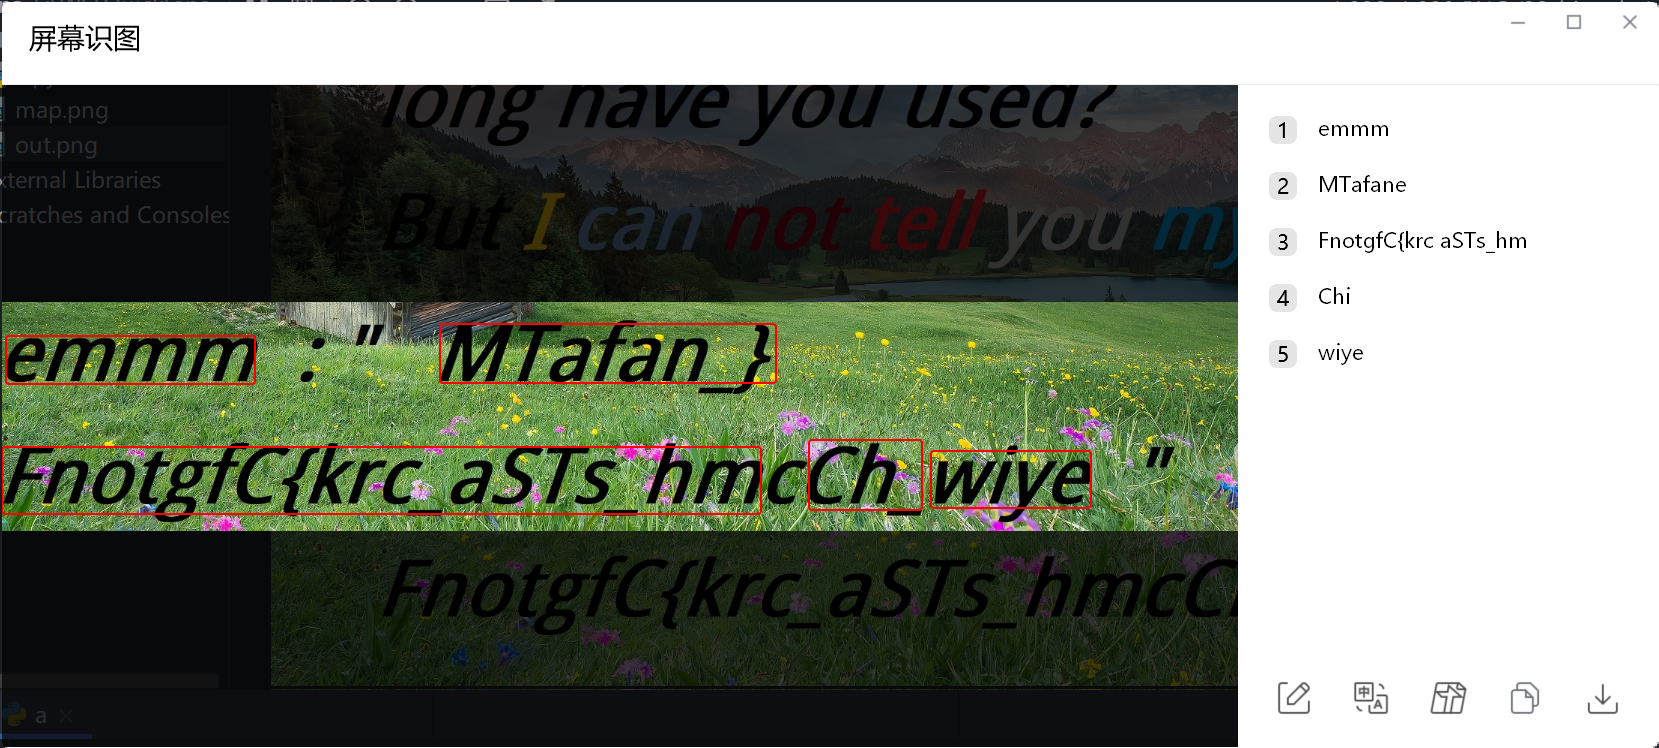 屏幕识图
map.png
out.png
xternal Libraries
cratches and Consoles
long have you used?
But I can not tell you my
emmm :" MTafan_}
FnotgfC{krc_aSTs_hmcCh_wiye "
FnotgfC{krc_aSTs_hmcC
a
1 emmm
2 MTafane
3 FnotgfC{krc aSTs_hm
4 Chi
5 wiye